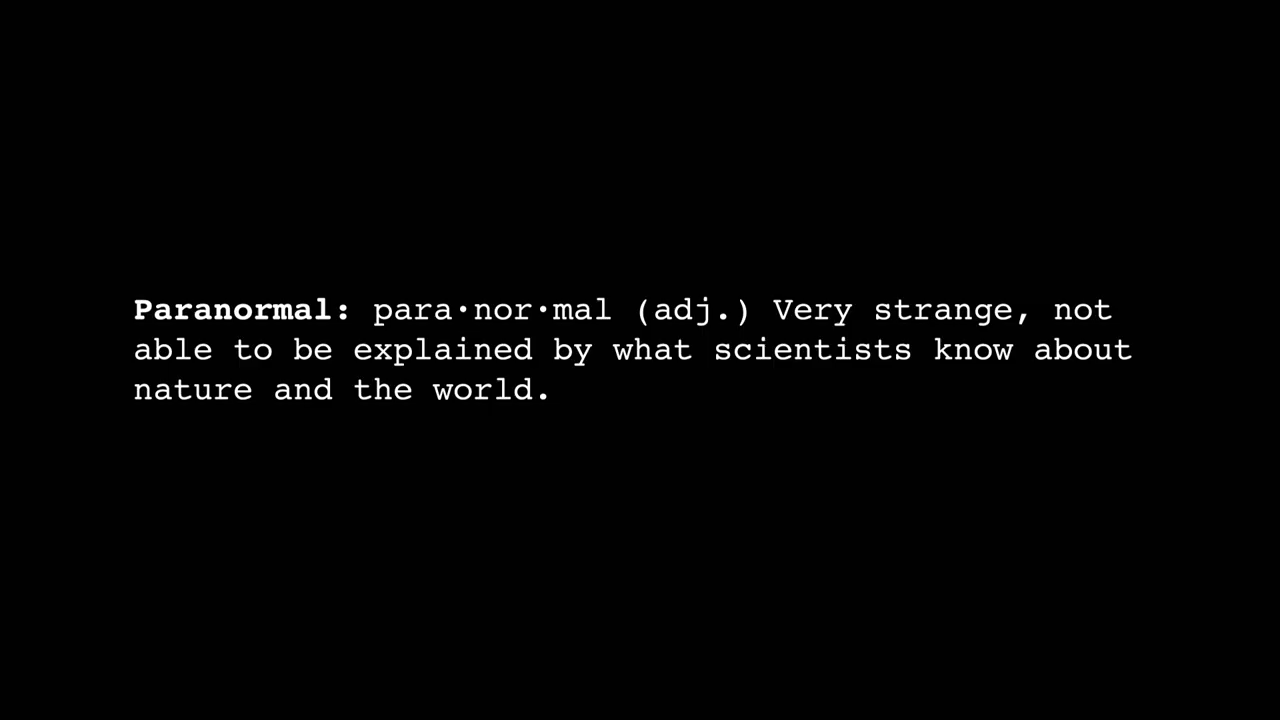 Paranormal: para·nor·mal (adj.) Very strange, not
able to be explained by what scientists know about
nature and the world.